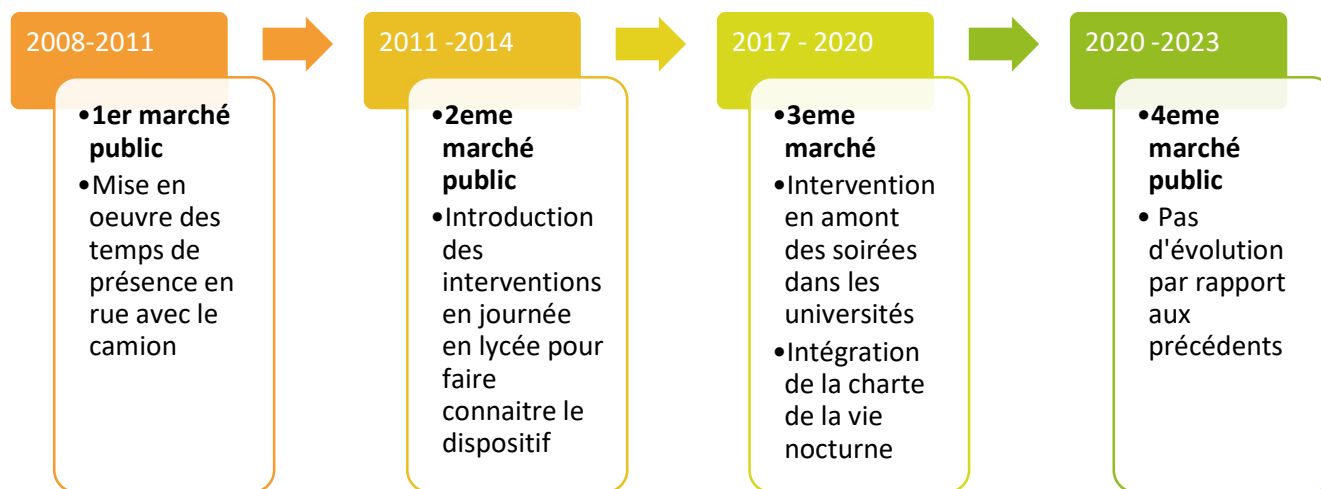 2008-2011
•1er marché
public
•Mise en
oeuvre des
temps de
présence en
rue avec le
camion
2011 -2014
•2eme
marché
public
•Introduction
des
interventions
en journée
en lycée pour
faire
connaitre le
dispositif
2017 - 2020
•3eme
marché
•Intervention
en amont
des soirées
dans les
universités
•Intégration
de la charte
de la vie
nocturne
2020 -2023
•4eme
marché
public
• Pas
d'évolution
par rapport
aux
précédents